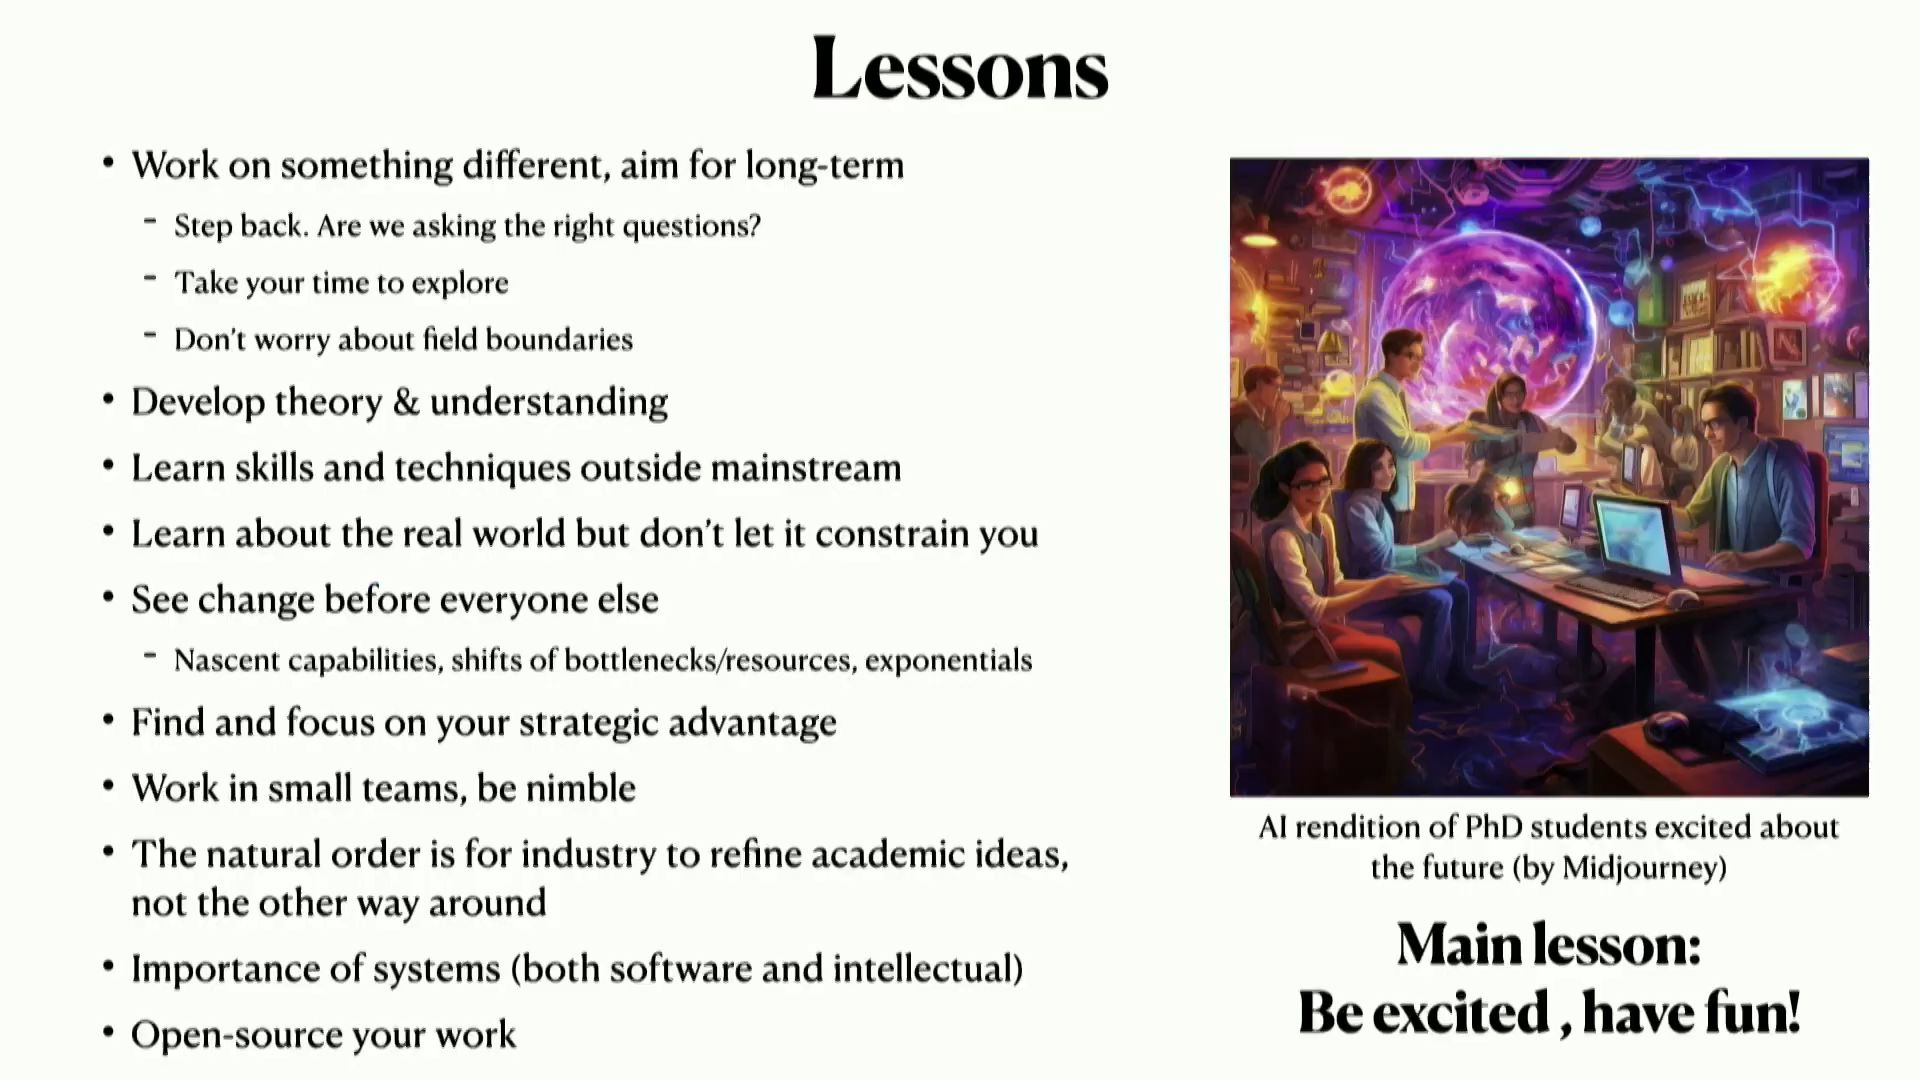 Lessons
• Work on something different, aim for long-term
- Step back. Are we asking the right questions?
- Take your time to explore
- Don't worry about field boundaries
• Develop theory & understanding
• Learn skills and techniques outside mainstream
• Learn about the real world but don't let it constrain you
• See change before everyone else
- Nascent capabilities, shifts of bottlenecks/resources, exponentials
• Find and focus on your strategic advantage
• Work in small teams, be nimble
• The natural order is for industry to refine academic ideas,
not the other way around
• Importance of systems (both software and intellectual)
• Open-source your work
AI rendition of PhD students excited about
the future (by Midjourney)
Main lesson:
Be excited , have fun!